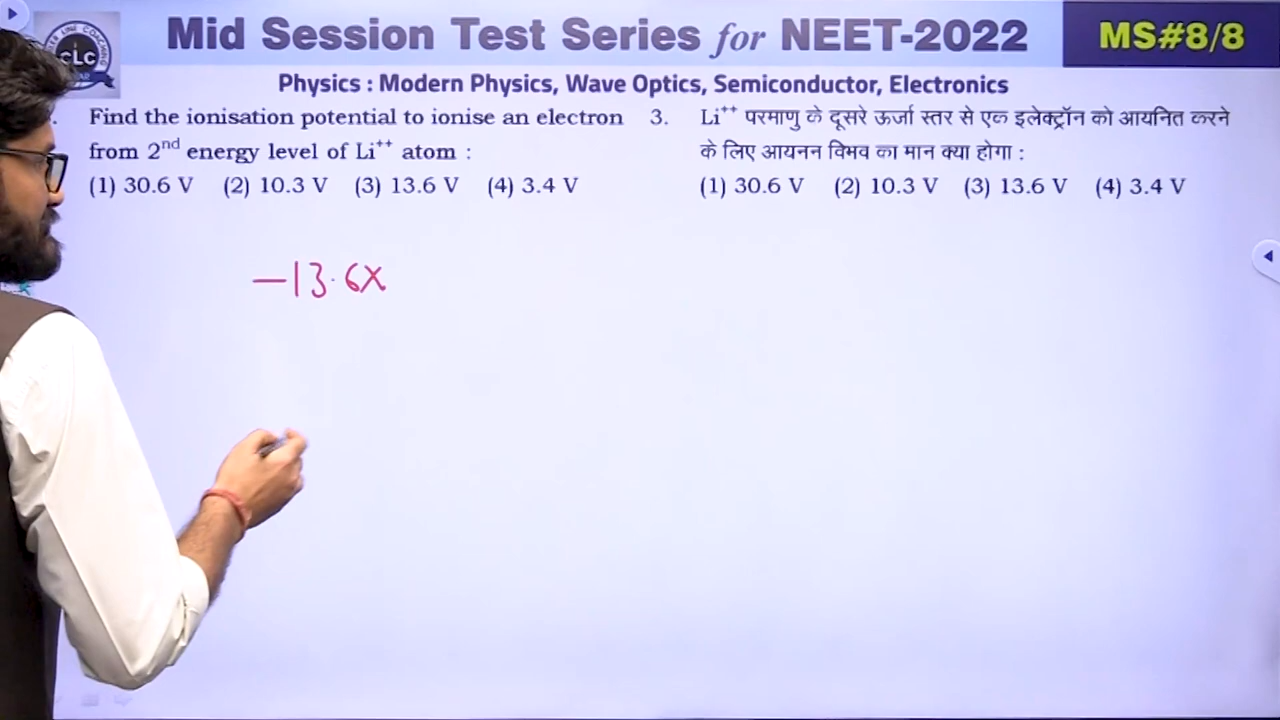 Mid Session Test Series for NEET-2022
MS#8/8
Physics : Modern Physics, Wave Optics, Semiconductor, Electronics
Find the ionisation potential to ionise an electron
from 2nd energy level of Li++ atom :
(1) 30.6 V (2) 10.3 V (3) 13.6 V (4) 3.4 V
3. Li++ परमाणु के दूसरे ऊर्जा स्तर से एक इलेक्ट्रॉन को आयनित करने
के लिए आयनन विभव का मान क्या होगा :
(1) 30.6 V (2) 10.3 V (3) 13.6 V (4) 3.4 V
−13.6X
CLC